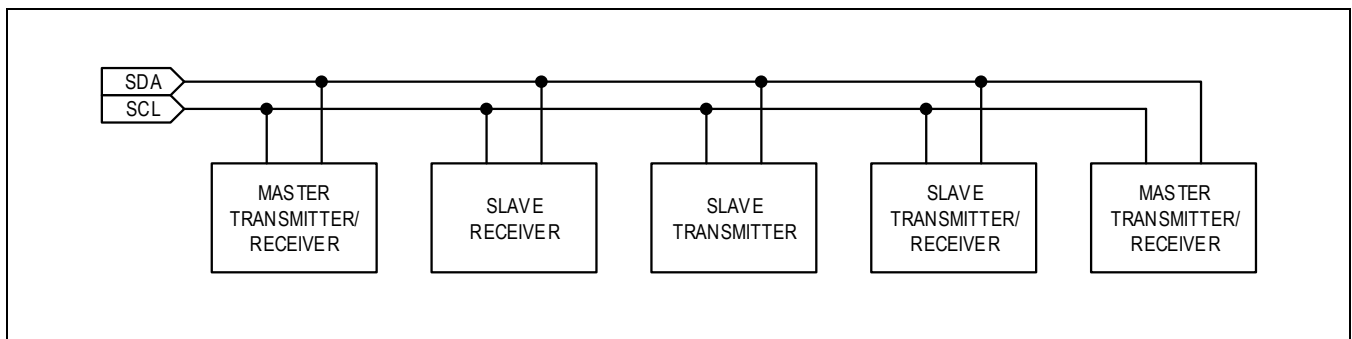 SDA
SCL
MASTER
TRANSMITTER/
RECEIVER
SLAVE
RECEIVER
SLAVE
TRANSMITTER
SLAVE
TRANSMITTER/
RECEIVER
MASTER
TRANSMITTER/
RECEIVER